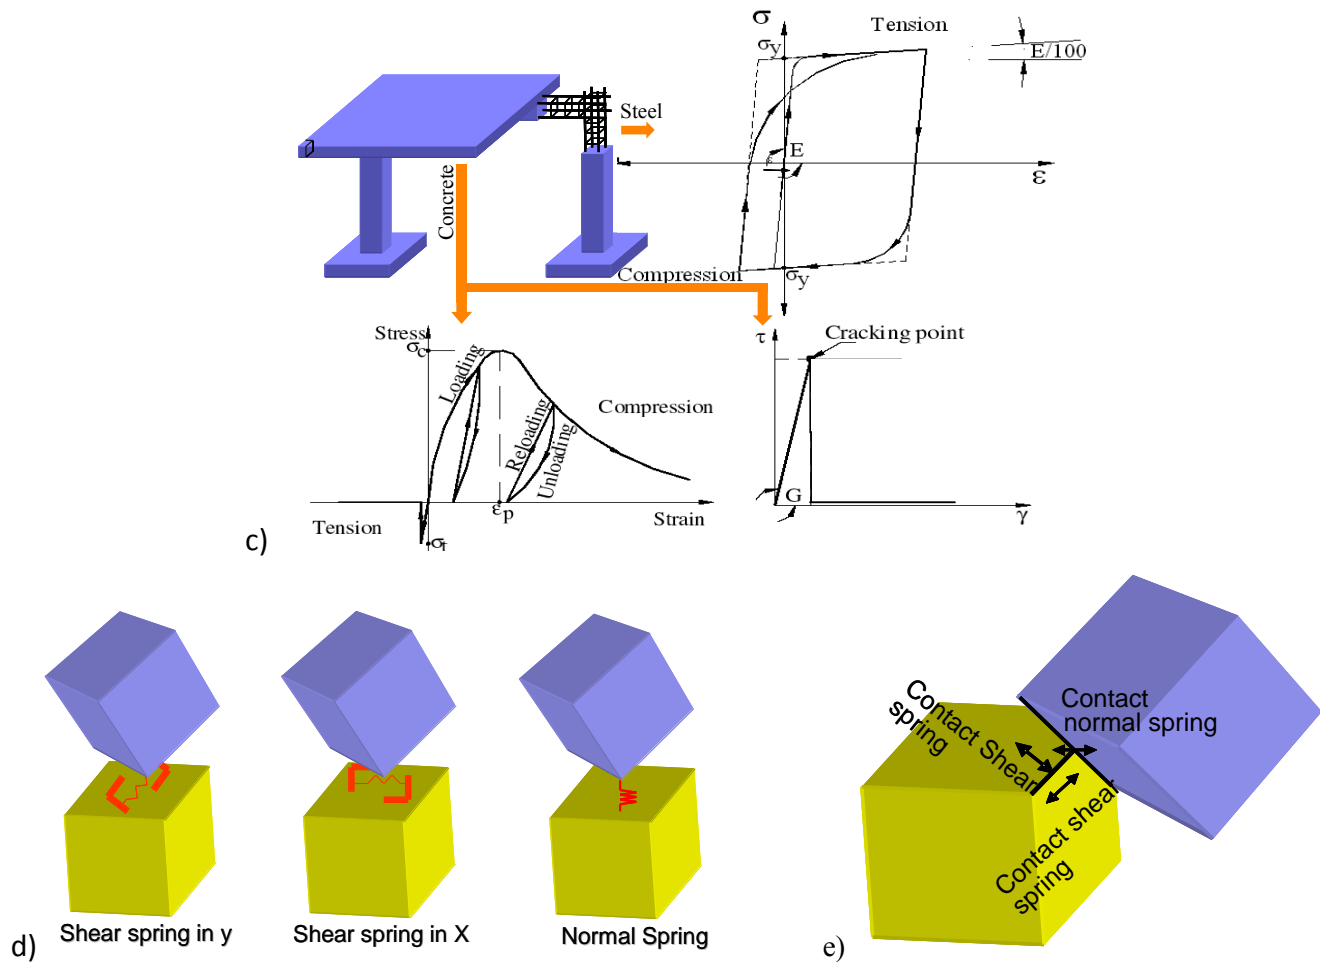 σ
Tension
σy
E/100
Steel
E
ε
Concrete
Compression
σy
Stress
σc
Loading
Reloading
Unloading
Compression
εp
Strain
Tension
σt
τ
Cracking point
G
γ
c)
Shear spring in y
Shear spring in X
Normal Spring
d)
Contact Shear
spring
Contact
normal spring
Contact shear
spring
e)